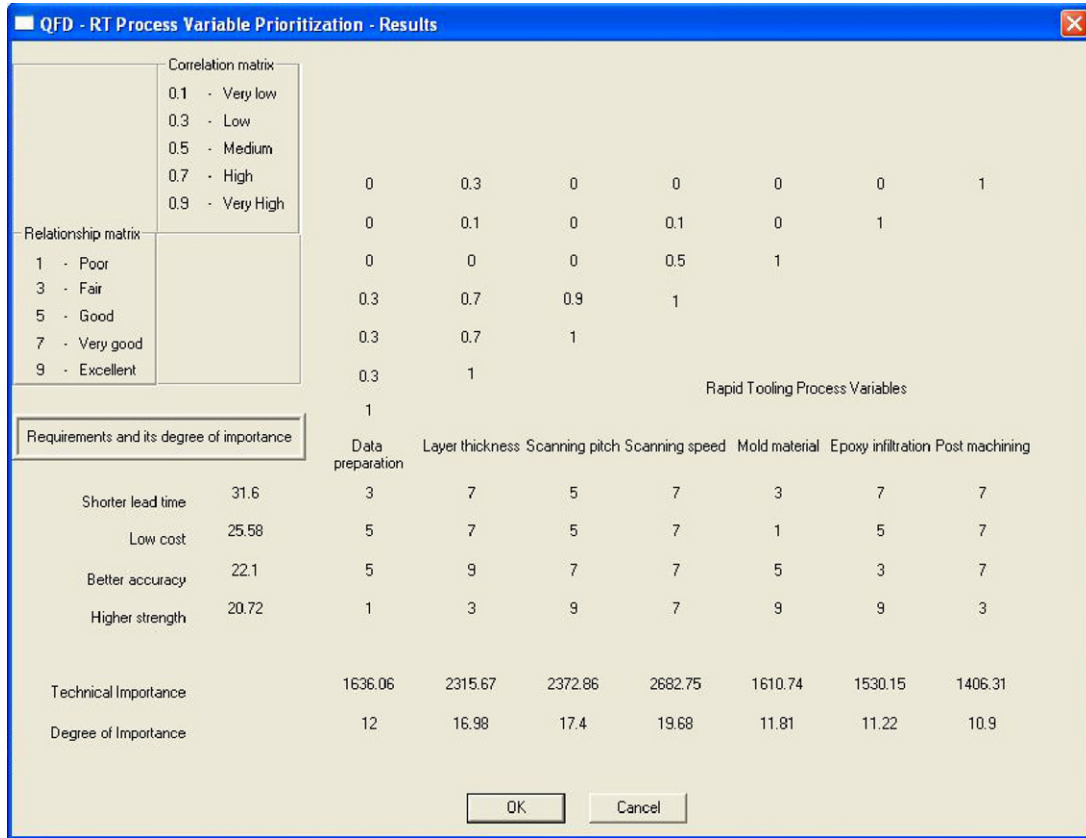 QFD - RT Process Variable Prioritization - Results
Correlation matrix
0.1 - Very low
0.3 - Low
0.5 - Medium
0.7 - High
0.9 - Very High
Relationship matrix
1 - Poor
3 - Fair
5 - Good
7 - Very good
9 - Excellent
0 0.3 0 0 0 0 1
0 0.1 0 0.1 0 1
0 0 0 0.5 1
0.3 0.7 0.9 1
0.3 0.7 1
0.3 1
1
Rapid Tooling Process Variables
Requirements and its degree of importance
Data preparation Layer thickness Scanning pitch Scanning speed Mold material Epoxy infiltration Post machining
Shorter lead time 31.6 3 7 5 7 3 7 7
Low cost 25.58 5 7 5 7 1 5 7
Better accuracy 22.1 5 9 7 7 5 3 7
Higher strength 20.72 1 3 9 7 9 9 3
Technical Importance 1636.06 2315.67 2372.86 2682.75 1610.74 1530.15 1406.31
Degree of Importance 12 16.98 17.4 19.68 11.81 11.22 10.9
OK Cancel